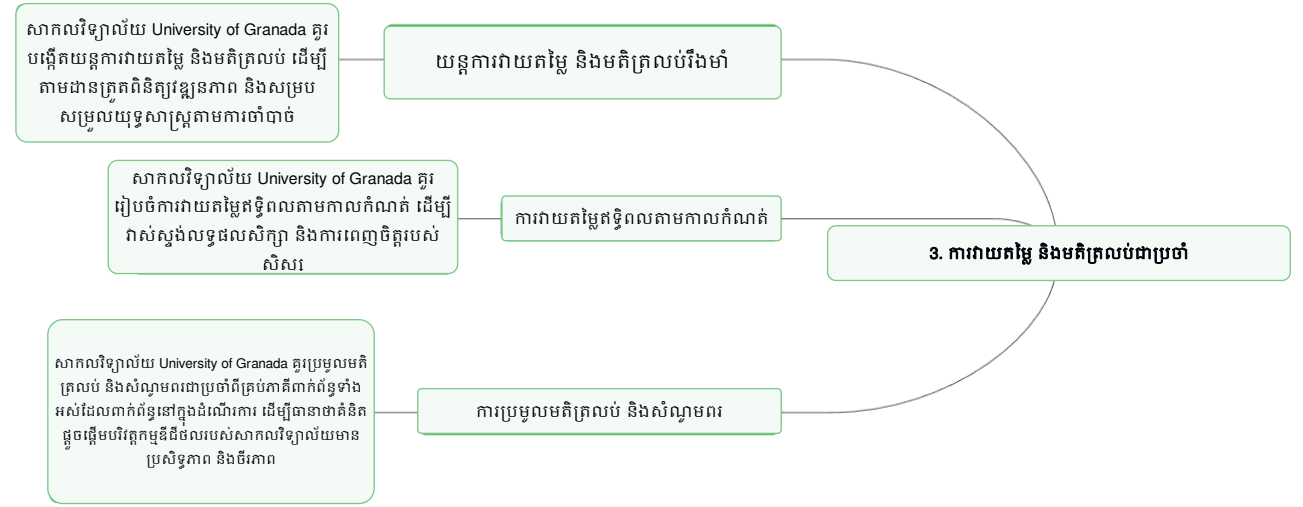 សាកលវិទ្យាល័យ University of Granada គួរ
បង្កើតយន្តការវាយតម្លៃ និងមតិត្រលប់ ដើម្បី
តាមដានត្រួតពិនិត្យវឌ្ឍនភាព និងសម្រប
សម្រួលយុទ្ធសាស្ត្រតាមការចាំបាច់
យន្តការវាយតម្លៃ និងមតិត្រលប់រឹងមាំ
សាកលវិទ្យាល័យ University of Granada គួរ
រៀបចំការវាយតម្លៃឥទ្ធិពលតាមកាលកំណត់ ដើម្បី
វាស់ស្ទង់លទ្ធផលសិក្សា និងការពេញចិត្តរបស់
សិស្ស
ការវាយតម្លៃឥទ្ធិពលតាមកាលកំណត់
3. ការវាយតម្លៃ និងមតិត្រលប់ជាប្រចាំ
សាកលវិទ្យាល័យ University of Granada គួរប្រមូលមតិ
ត្រលប់ និងសំណូមពរជាប្រចាំពីគ្រប់ភាគីពាក់ព័ន្ធទាំង
អស់ដែលពាក់ព័ន្ធនៅក្នុងដំណើរការ ដើម្បីធានាថាគំនិត
ផ្តួចផ្តើមបរិវត្តកម្មឌីជីថលរបស់សាកលវិទ្យាល័យមាន
ប្រសិទ្ធភាព និងចីរភាព
ការប្រមូលមតិត្រលប់ និងសំណូមពរ